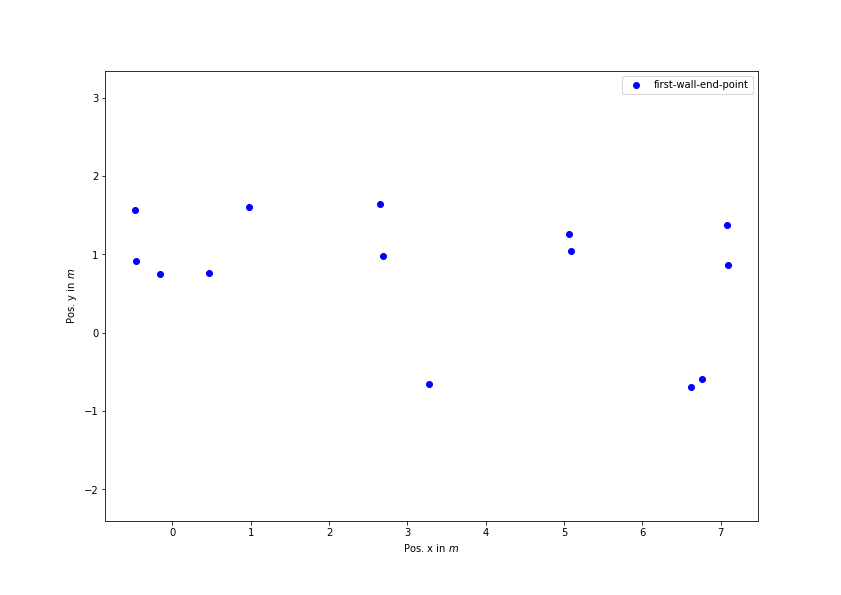 first-wall-end-point
3
2
1
0
−1
−2
Pos. y in m
0 1 2 3 4 5 6 7
Pos. x in m